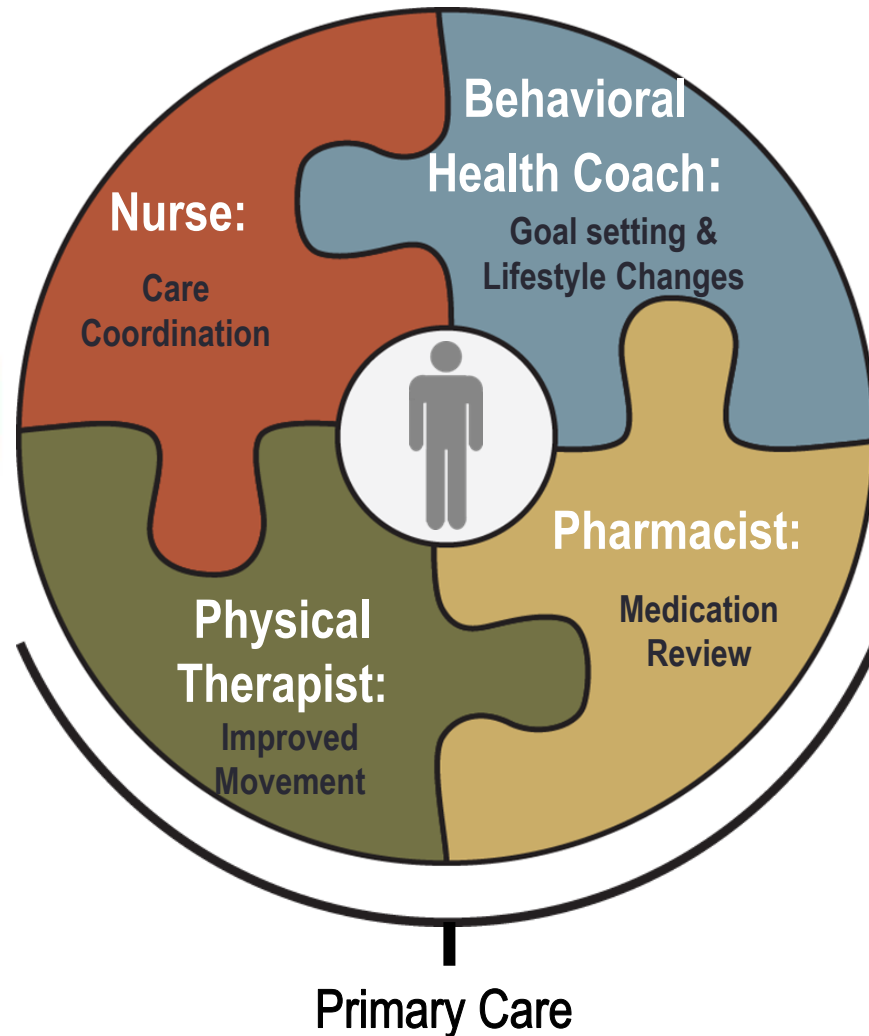 Nurse:
Care
Coordination
Behavioral
Health Coach:
Goal setting &
Lifestyle Changes
Physical
Therapist:
Improved
Movement
Pharmacist:
Medication
Review
Primary Care